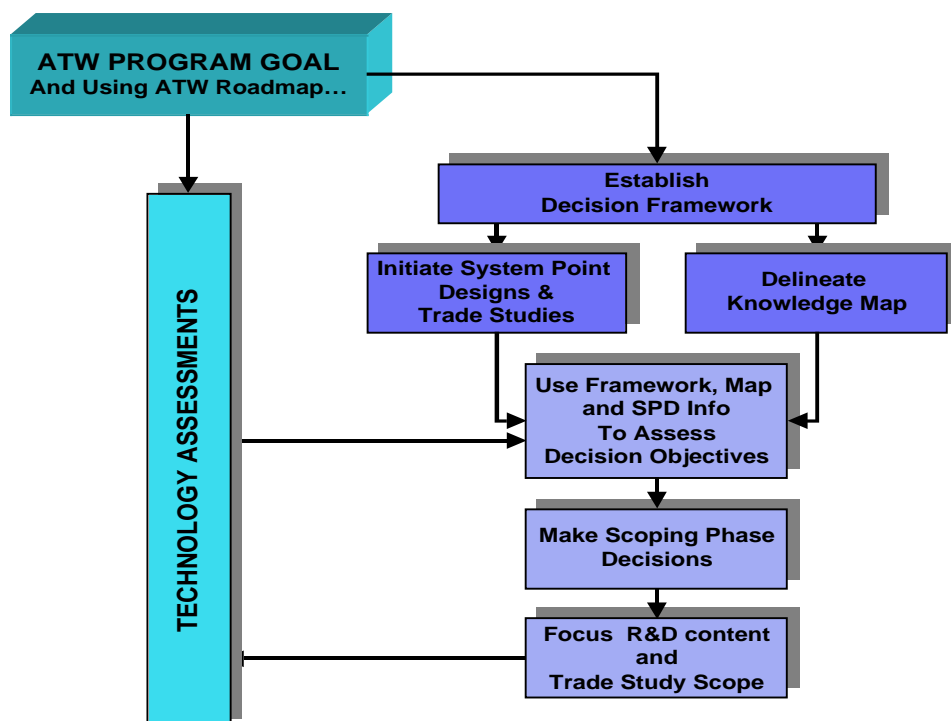 ATW PROGRAM GOAL
And Using ATW Roadmap...
Establish
Decision Framework
Initiate System Point
Designs &
Trade Studies
Delineate
Knowledge Map
TECHNOLOGY ASSESSMENTS
Use Framework, Map
and SPD Info
To Assess
Decision Objectives
Make Scoping Phase
Decisions
Focus R&D content
and
Trade Study Scope